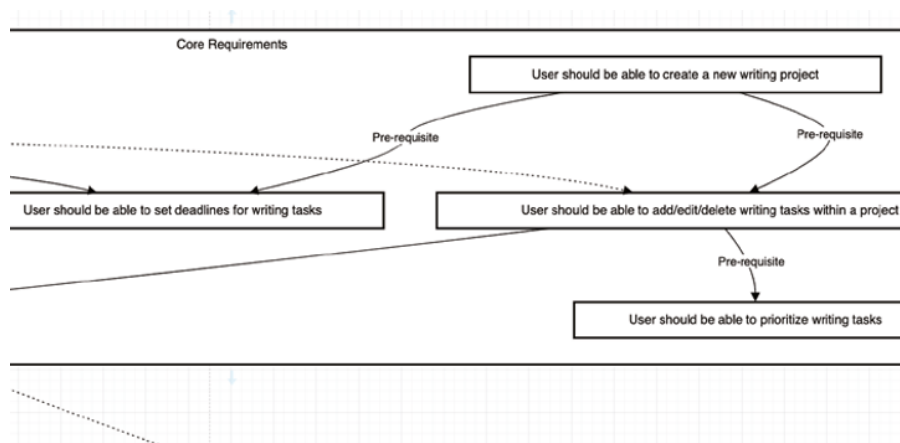 Core Requirements
User should be able to create a new writing project
Pre-requisite
Pre-requisite
User should be able to set deadlines for writing tasks
User should be able to add/edit/delete writing tasks within a project
Pre-requisite
User should be able to prioritize writing tasks